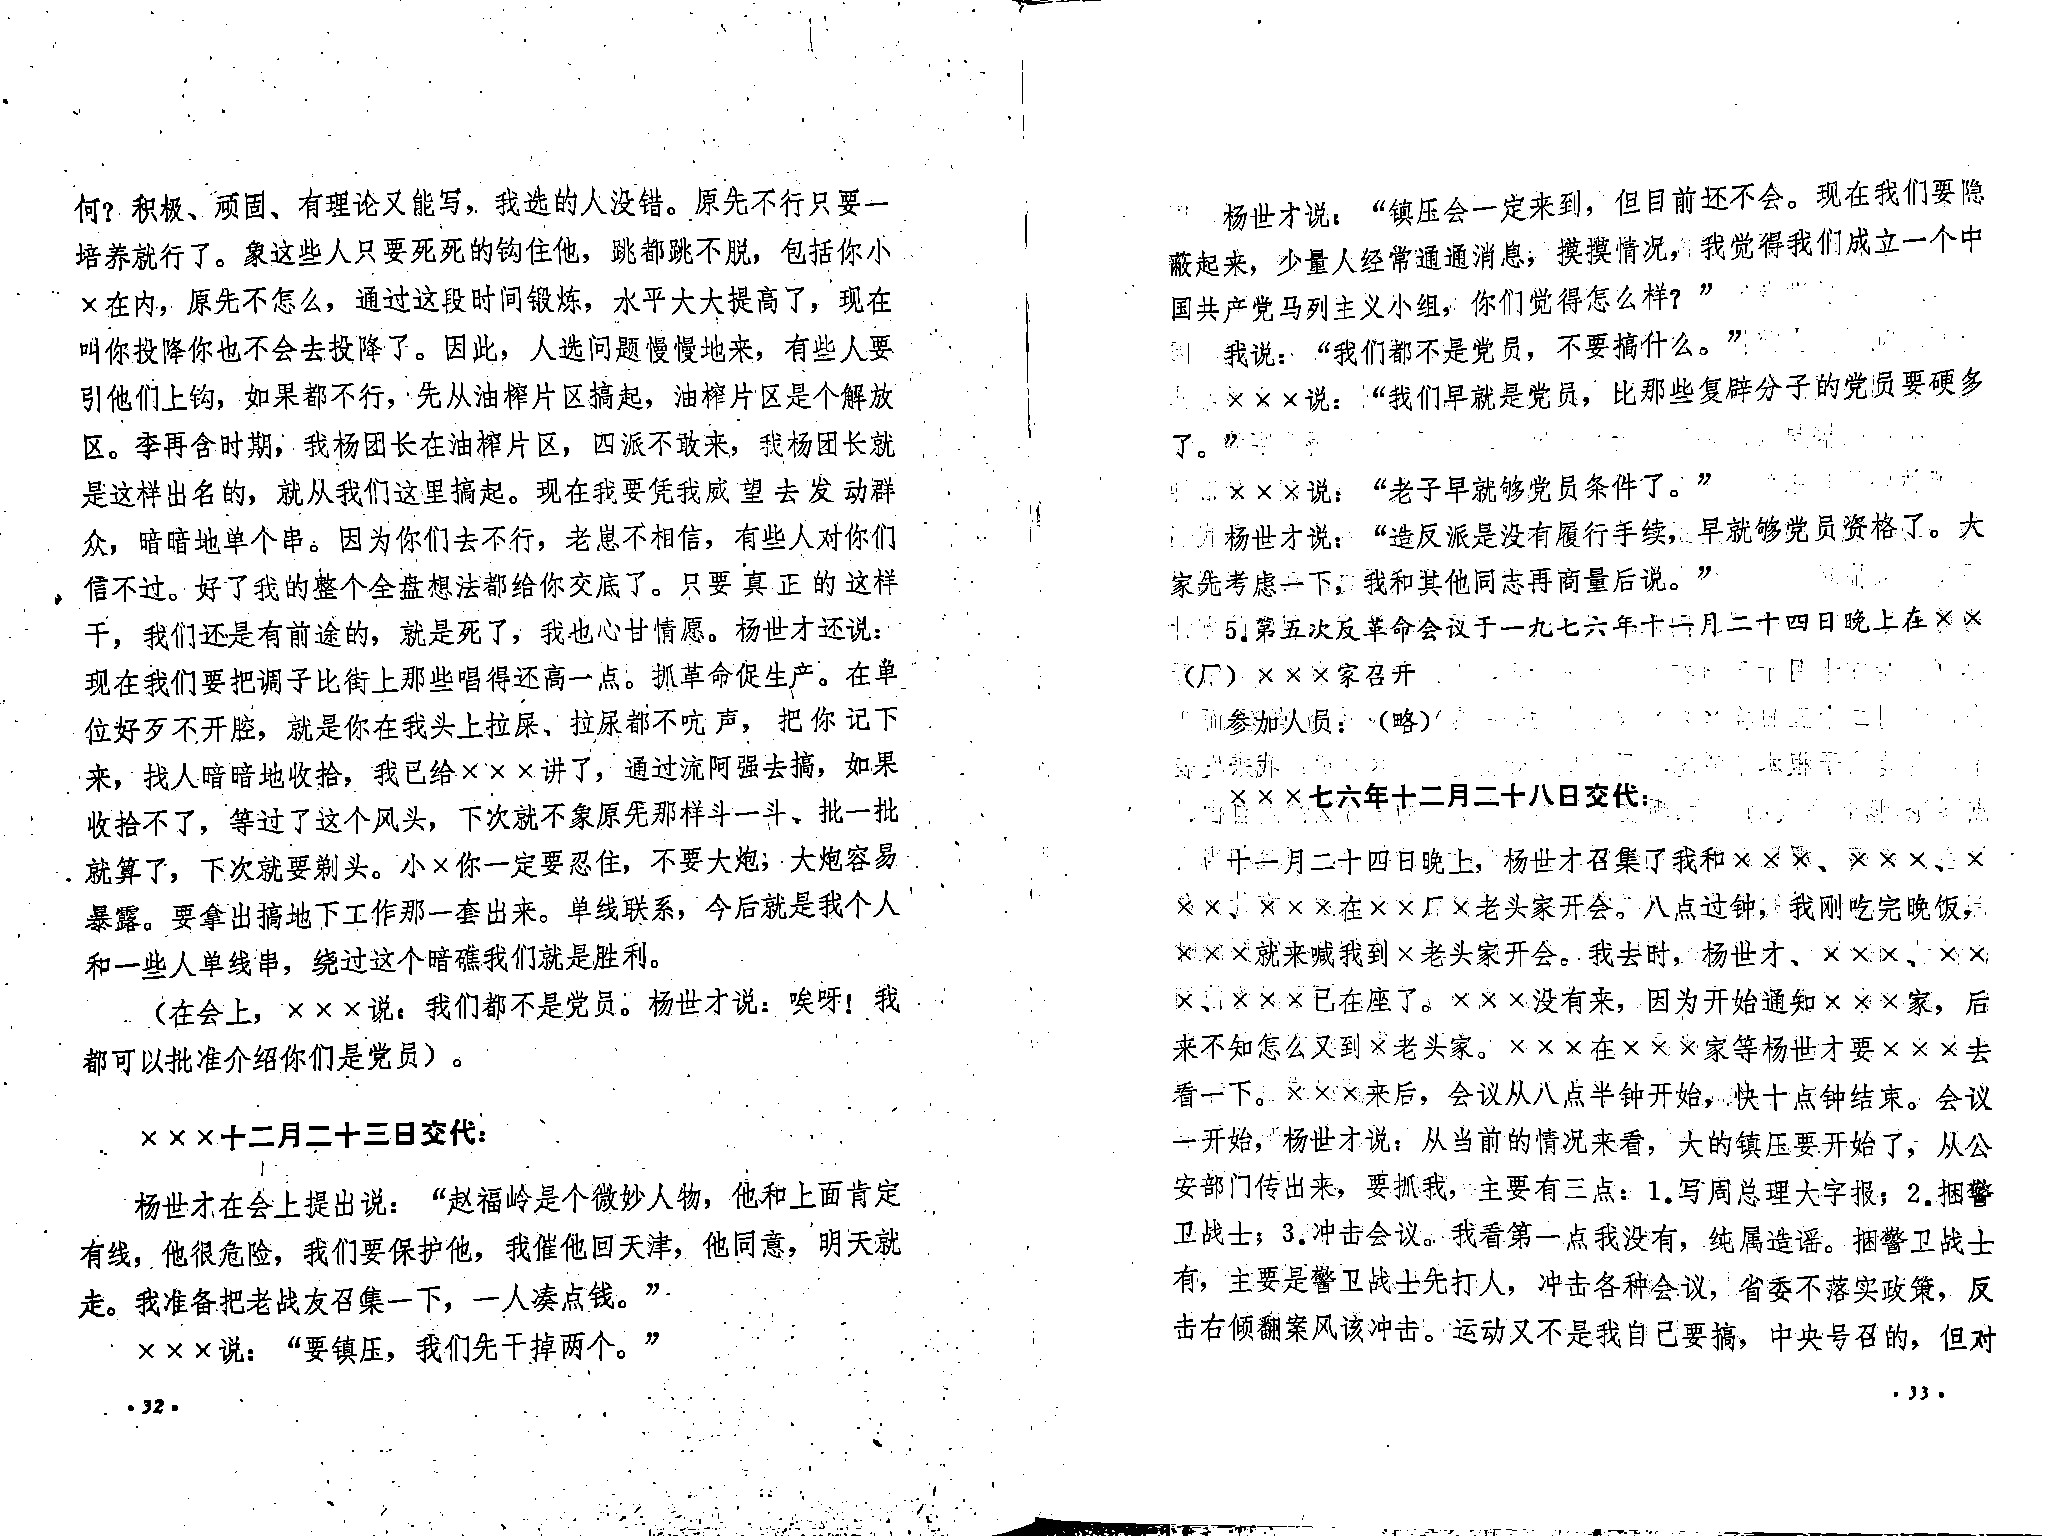 何？积极、顽固、有理论又能写，我选的人没错。原先不行只要一
培养就行了。象这些人只要死死的钩住他，跳都跳不脱，包括你小
×在内，原先不怎么，通过这段时间锻炼，水平大大提高了，现在
叫你投降你也不会去投降了。因此，人选问题慢慢地来，有些人要
引他们上钩，如果都不行，先从油榨片区搞起，油榨片区是个解放
区。李再含时期，我杨团长在油榨片区，四派不敢来，我杨团长就
是这样出名的，就从我们这里搞起。现在我要凭我威望去发动群
众，暗暗地单个串。因为你们去不行，老崽不相信，有些人对你们
信不过。好了我的整个全盘想法都给你交底了。只要真正的这样
干，我们还是有前途的，就是死了，我也心甘情愿。杨世才还说：
现在我们要把调子比街上那些唱得还高一点。抓革命促生产。在单
位好歹不开腔，就是你在我头上拉屎、拉尿都不吭声，把你记下
来，找人暗暗地收拾，我已给×××讲了，通过流阿强去搞，如果
收拾不了，等过了这个风头，下次就不象原先那样斗一斗、批一批
就算了，下次就要剃头。小×你一定要忍住，不要大炮；大炮容易
暴露。要拿出搞地下工作那一套出来。单线联系，今后就是我个人
和一些人单线串，绕过这个暗礁我们就是胜利。
（在会上，×××说：我们都不是党员。杨世才说：唉呀！我
都可以批准介绍你们是党员）。
×××十二月二十三日交代：
杨世才在会上提出说：“赵福岭是个微妙人物，他和上面肯定
有线，他很危险，我们要保护他，我催他回天津，他同意，明天就
走。我准备把老战友召集一下，一人凑点钱。”
×××说：“要镇压，我们先干掉两个。”
·32·
杨世才说：“镇压会一定来到，但目前还不会。现在我们要隐
蔽起来，少量人经常通通消息，摸摸情况，我觉得我们成立一个中
国共产党马列主义小组，你们觉得怎么样？”
我说：“我们都不是党员，不要搞什么。”
×××说：“我们早就是党员，比那些复辟分子的党员要硬多
了。”
×××说：“老子早就够党员条件了。”
杨世才说：“造反派是没有履行手续，早就够党员资格了。大
家先考虑一下，我和其他同志再商量后说。”
5.第五次反革命会议于一九七六年十一月二十四日晚上在××
（厂）×××家召开
参加人员：（略）
×××七六年十二月二十八日交代：
十一月二十四日晚上，杨世才召集了我和×××、×××、×
××、×××在××厂×老头家开会。八点过钟，我刚吃完晚饭，
×××就来喊我到×老头家开会。我去时，杨世才、×××、××
×、×××已在座了。×××没有来，因为开始通知×××家，后
来不知怎么又到×老头家。×××在×××家等杨世才要×××去
看一下。×××来后，会议从八点半钟开始，快十点钟结束。会议
一开始，杨世才说：从当前的情况来看，大的镇压要开始了，从公
安部门传出来，要抓我，主要有三点：1.写周总理大字报；2.捆警
卫战士；3.冲击会议。我看第一点我没有，纯属造谣。捆警卫战士
有，主要是警卫战士先打人，冲击各种会议，省委不落实政策，反
击右倾翻案风该冲击。运动又不是我自己要搞，中央号召的，但对
·33·